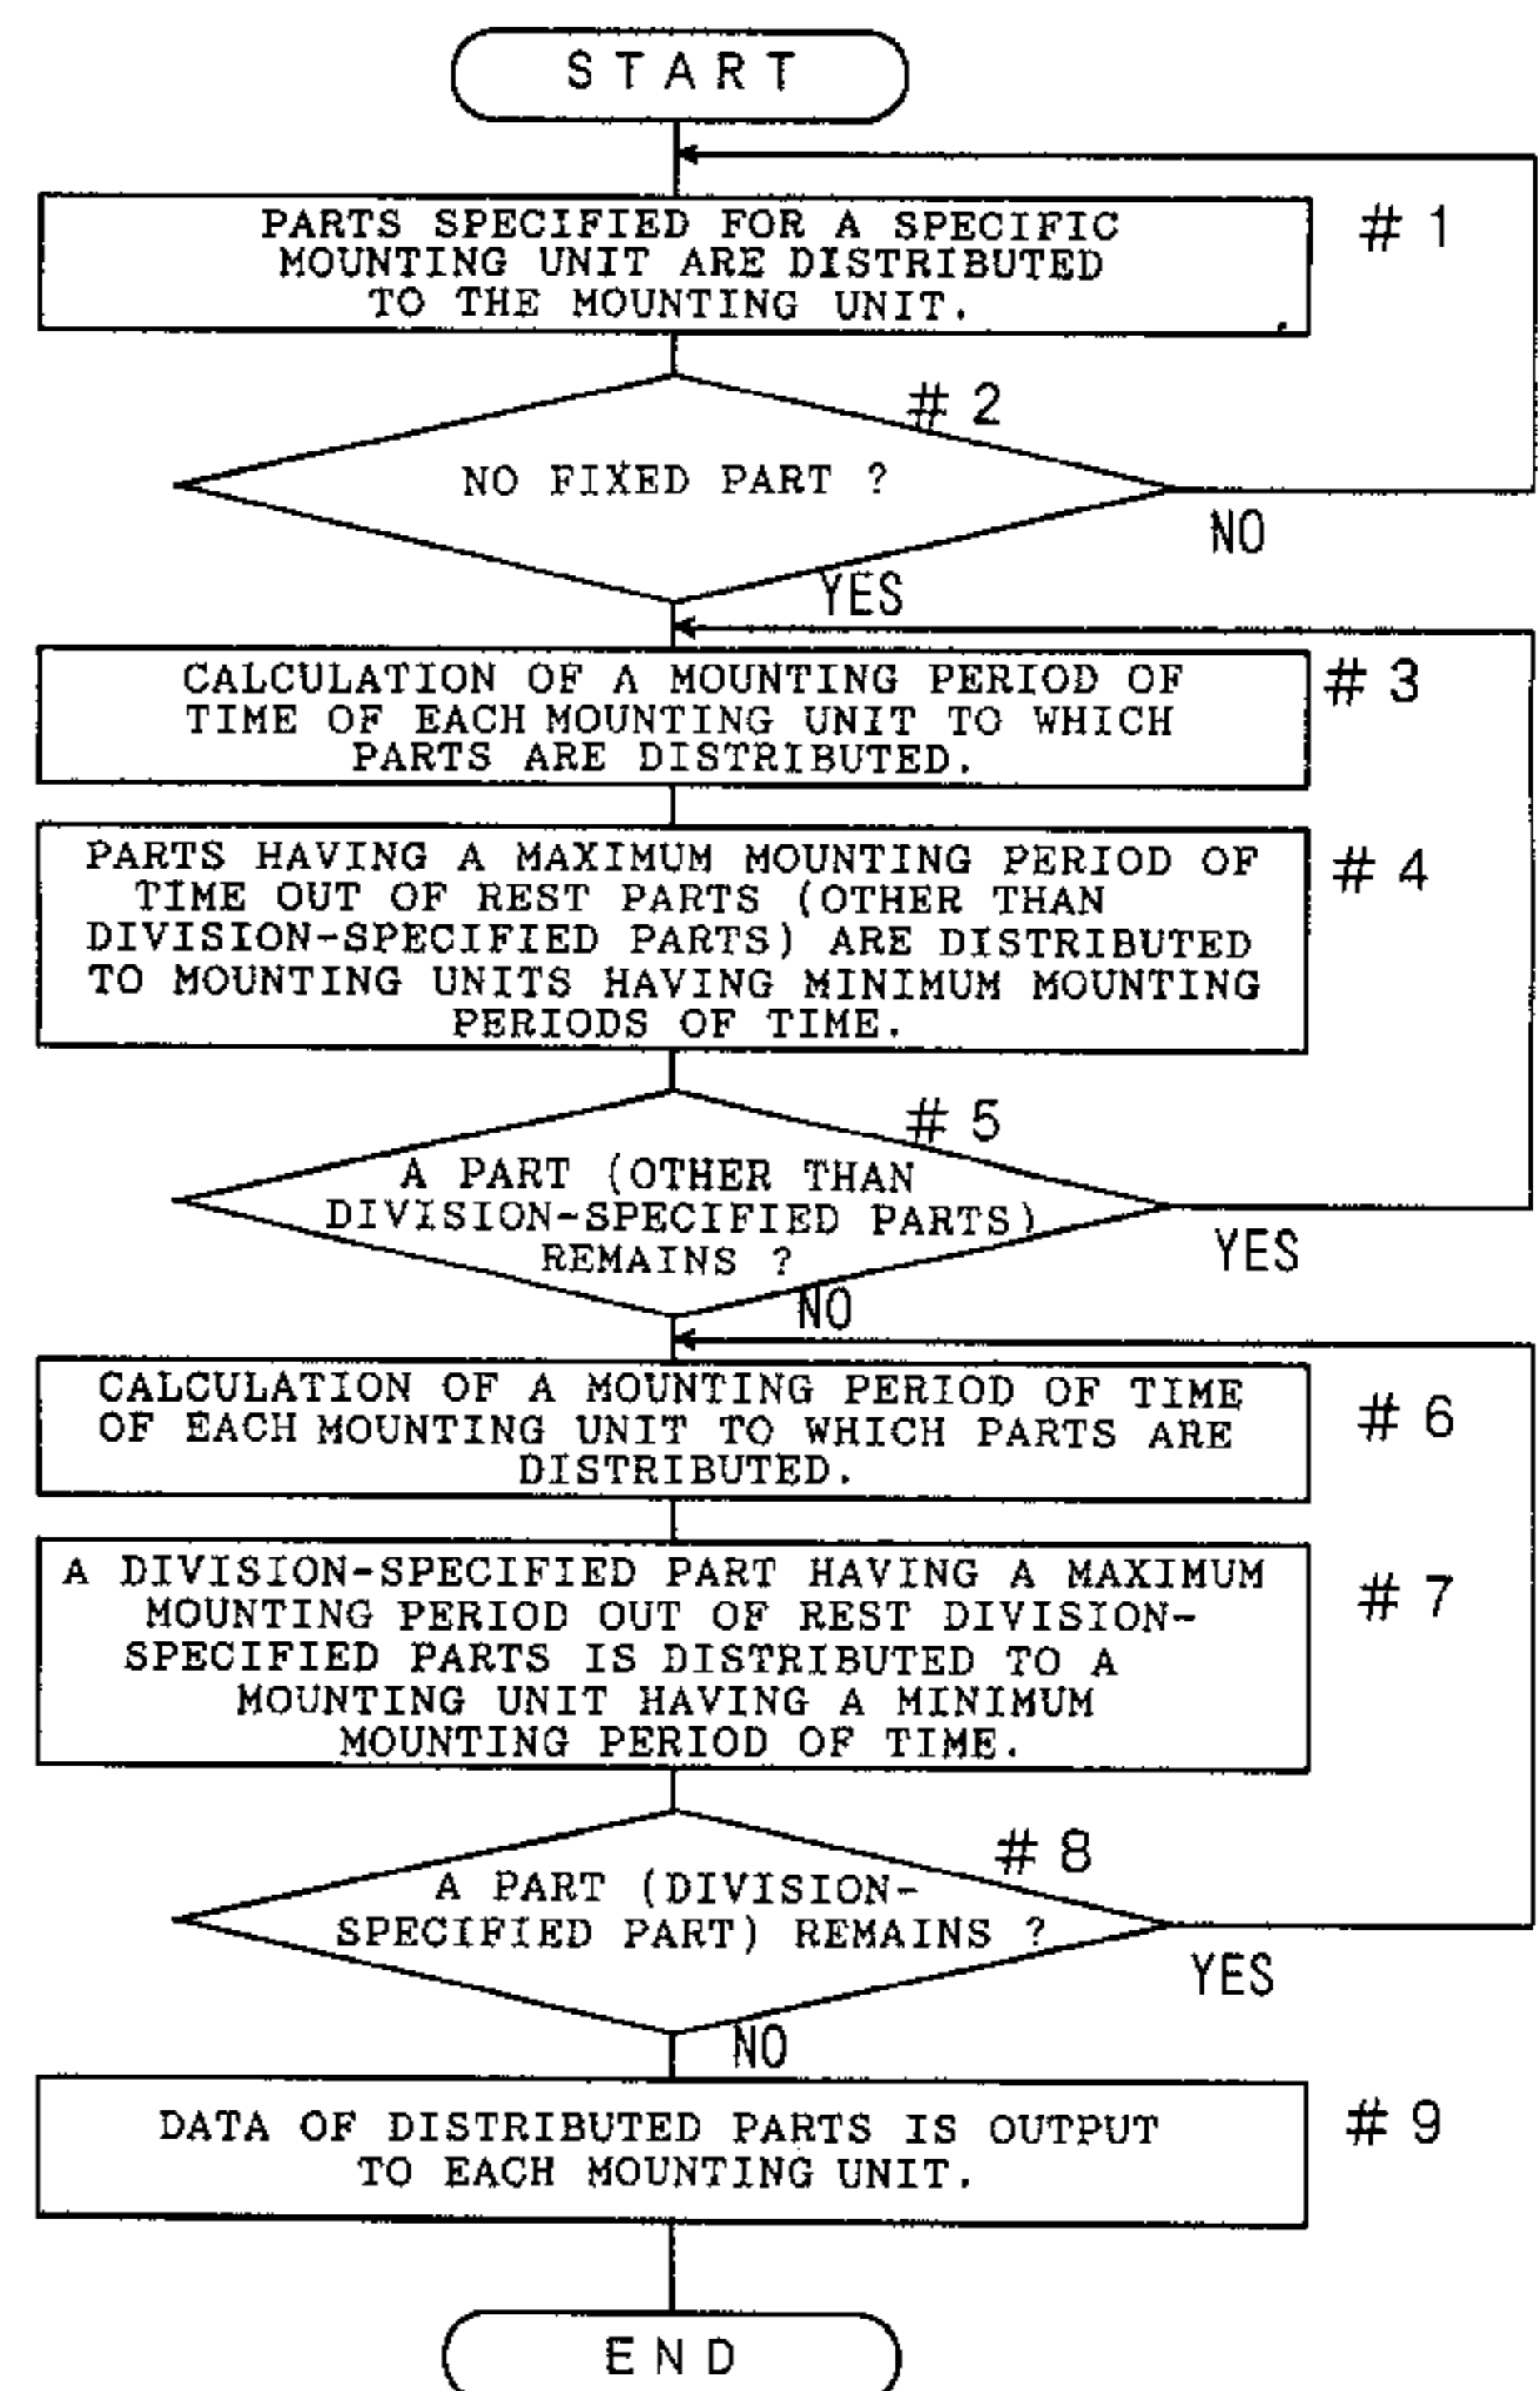 START
PARTS SPECIFIED FOR A SPECIFIC
MOUNTING UNIT ARE DISTRIBUTED
TO THE MOUNTING UNIT.
#1
#2
NO FIXED PART ?
NO
YES
CALCULATION OF A MOUNTING PERIOD OF
TIME OF EACH MOUNTING UNIT TO WHICH
PARTS ARE DISTRIBUTED.
#3
PARTS HAVING A MAXIMUM MOUNTING PERIOD OF
TIME OUT OF REST PARTS (OTHER THAN
DIVISION-SPECIFIED PARTS) ARE DISTRIBUTED
TO MOUNTING UNITS HAVING MINIMUM MOUNTING
PERIODS OF TIME.
#4
#5
A PART (OTHER THAN
DIVISION-SPECIFIED PARTS)
REMAINS ?
YES
NO
CALCULATION OF A MOUNTING PERIOD OF TIME
OF EACH MOUNTING UNIT TO WHICH PARTS ARE
DISTRIBUTED.
#6
A DIVISION-SPECIFIED PART HAVING A MAXIMUM
MOUNTING PERIOD OUT OF REST DIVISION-
SPECIFIED PARTS IS DISTRIBUTED TO A
MOUNTING UNIT HAVING A MINIMUM
MOUNTING PERIOD OF TIME.
#7
#8
A PART (DIVISION-
SPECIFIED PART) REMAINS ?
YES
NO
DATA OF DISTRIBUTED PARTS IS OUTPUT
TO EACH MOUNTING UNIT.
#9
END